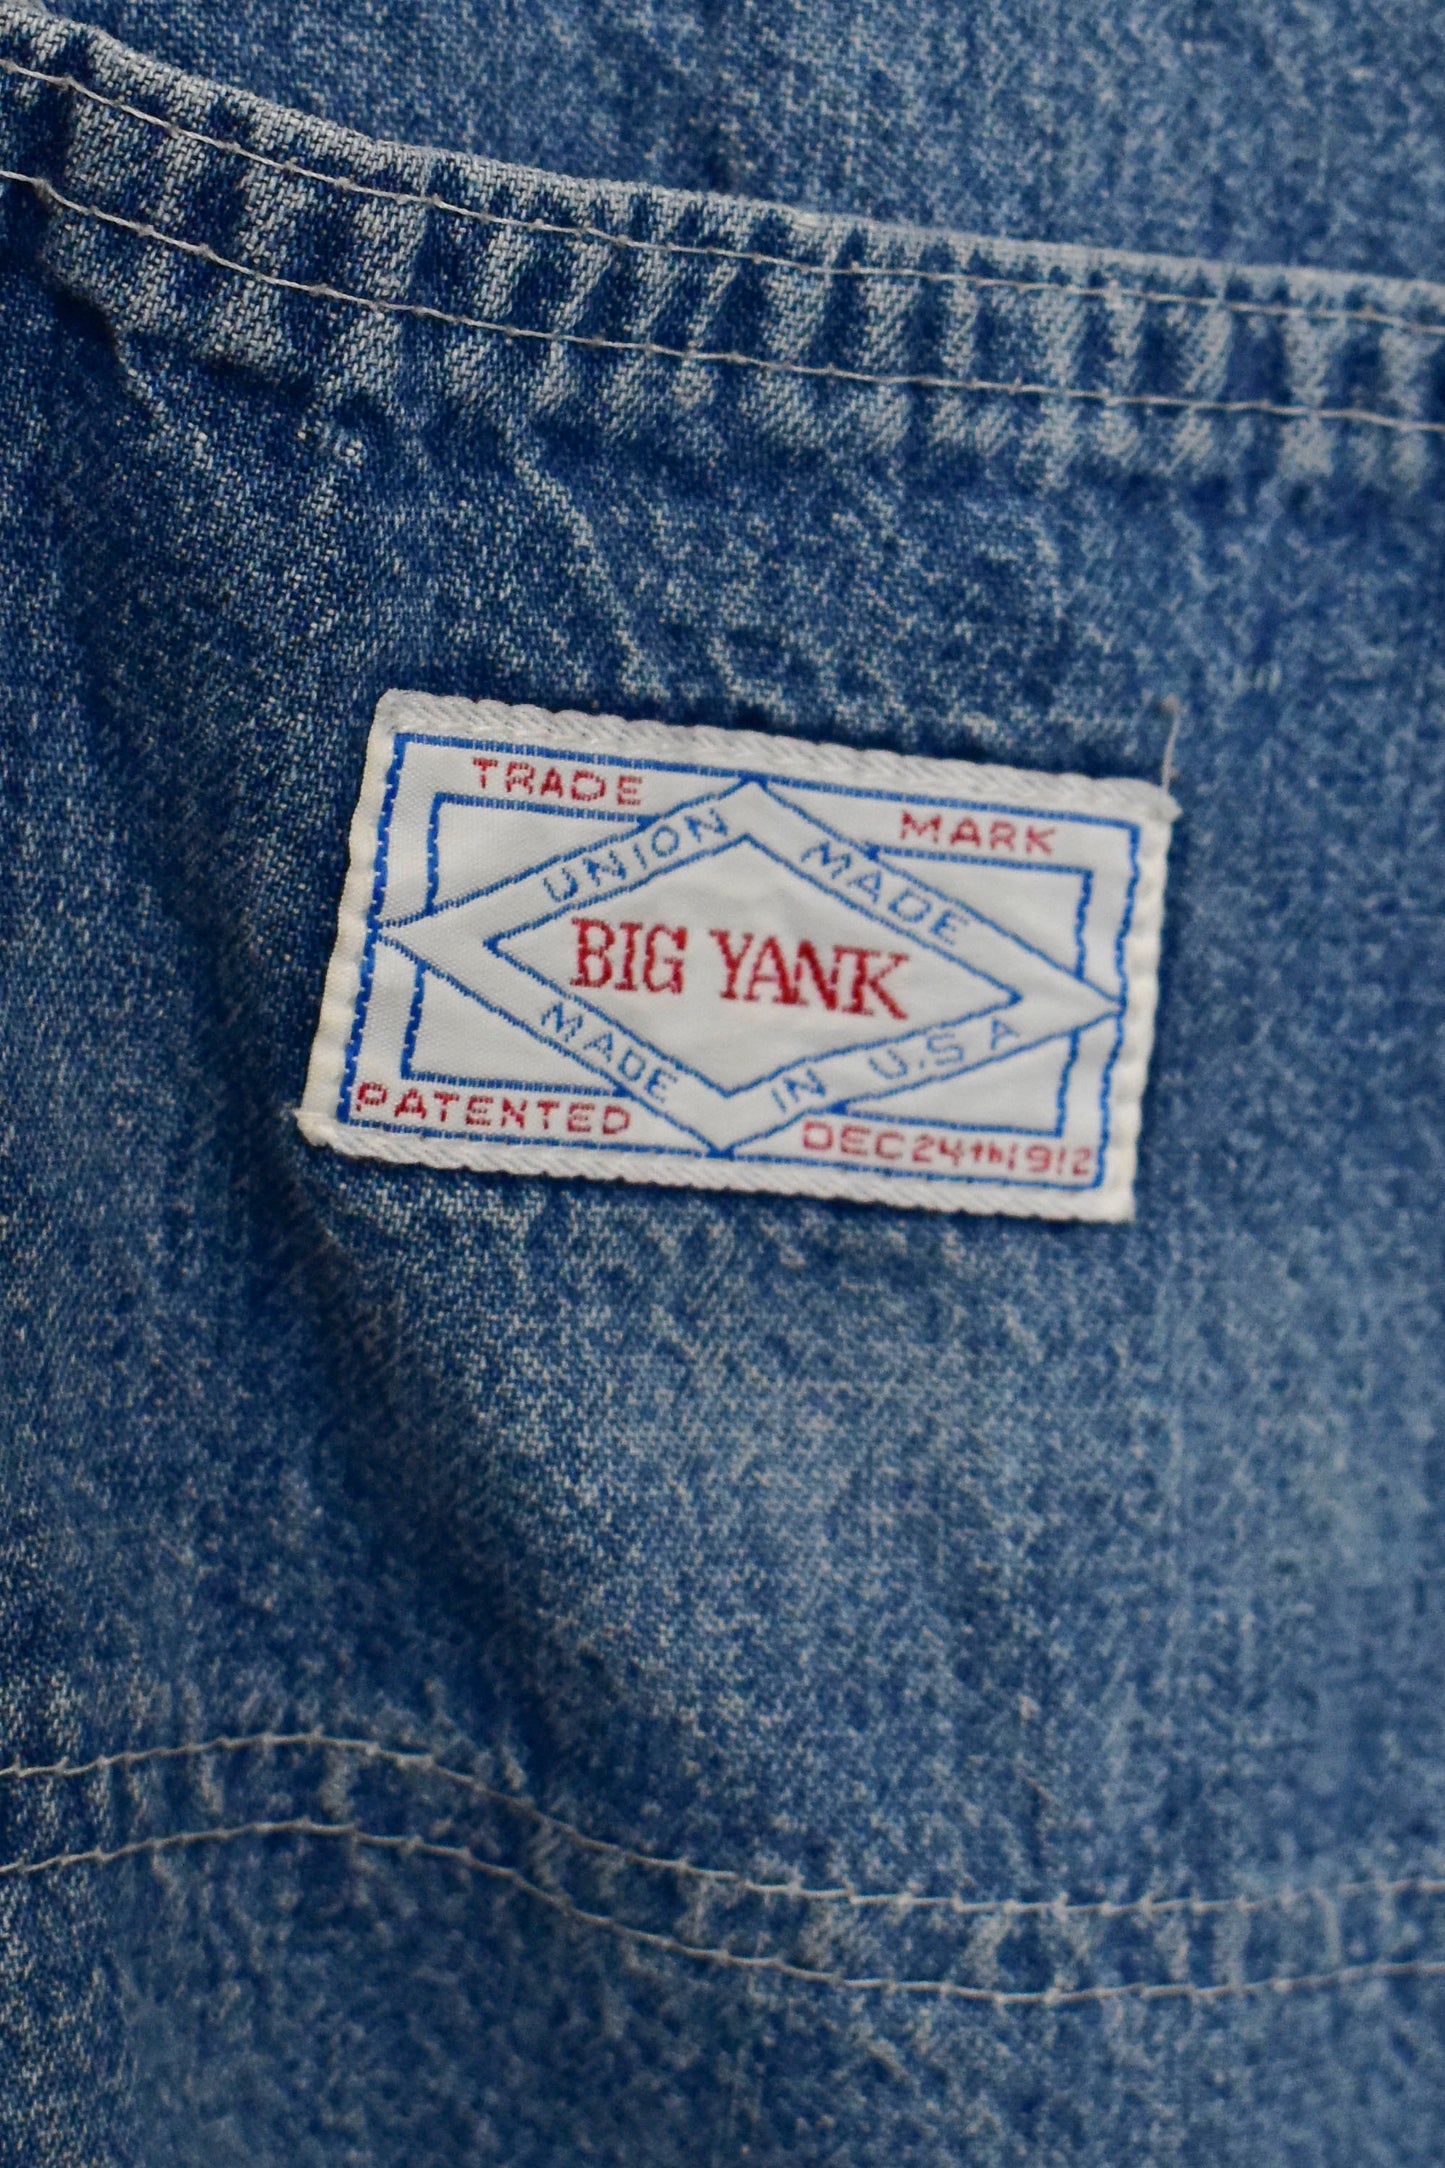 TRADE MARK
UNION MADE
BIG YANK
MADE IN U.S A
PATENTED DEC 24th 1912